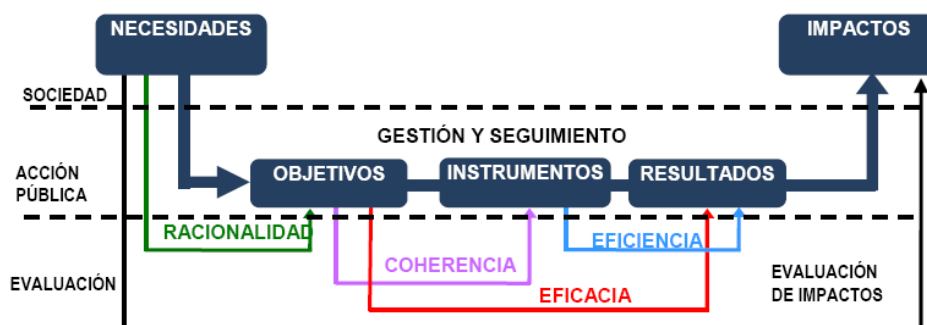 NECESIDADES
IMPACTOS
SOCIEDAD
GESTIÓN Y SEGUIMIENTO
ACCIÓN
PÚBLICA
OBJETIVOS
INSTRUMENTOS
RESULTADOS
RACIONALIDAD
EFICIENCIA
COHERENCIA
EVALUACIÓN
EFICACIA
EVALUACIÓN
DE IMPACTOS